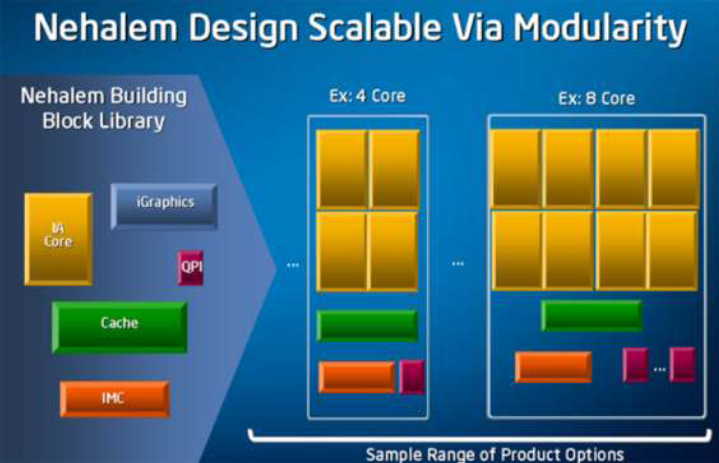 Nehalem Design Scalable Via Modularity
Nehalem Building
Block Library
IA
Core
iGraphics
QPI
Cache
IMC
...
Ex: 4 Core
...
Ex: 8 Core
...
Sample Range of Product Options